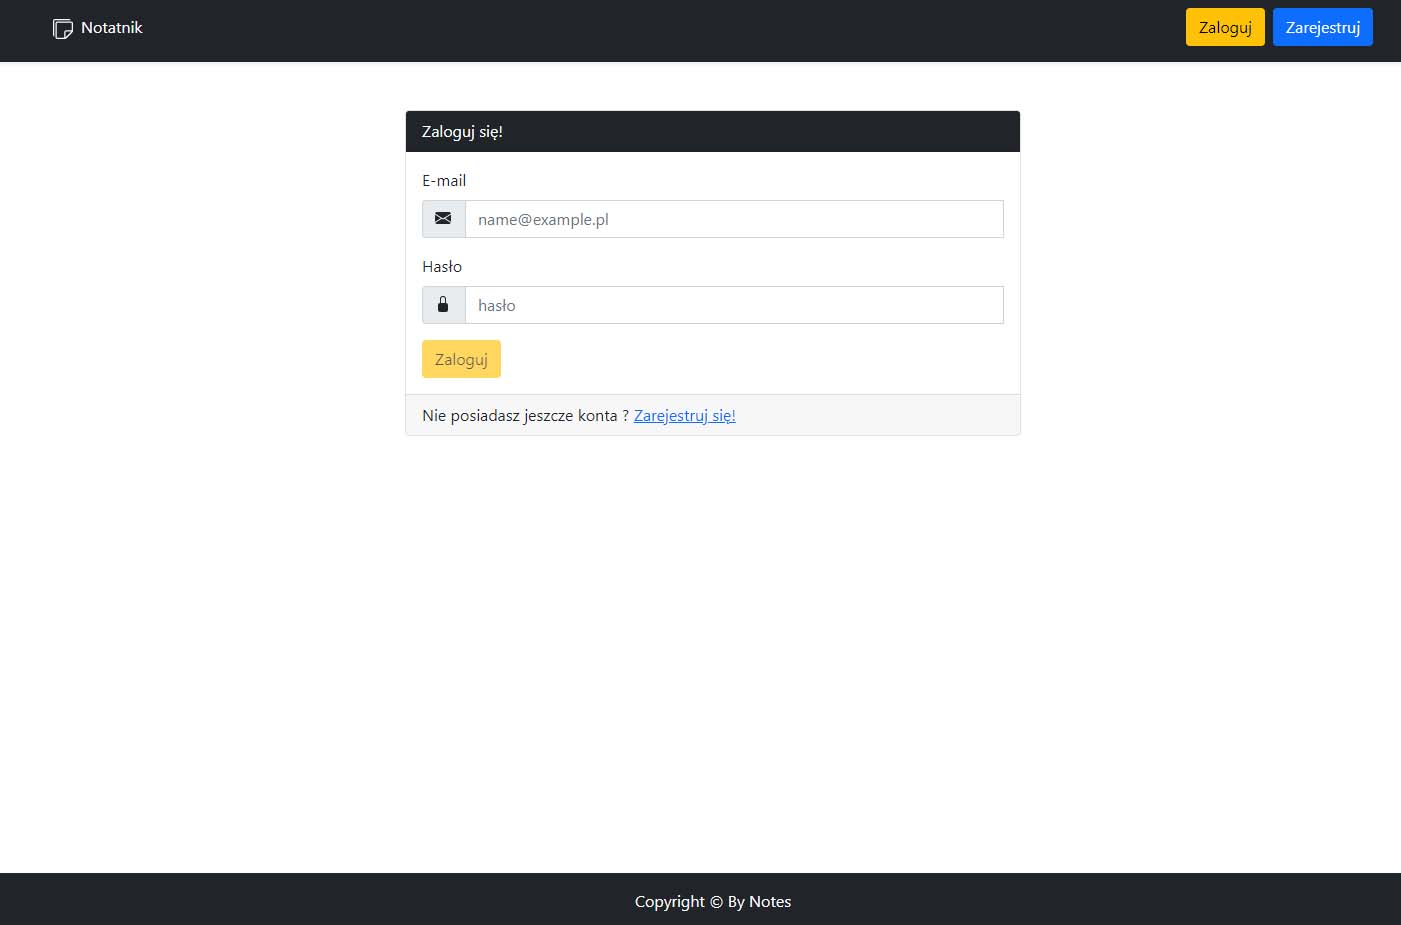 Notatnik
Zaloguj
Zarejestruj
Zaloguj się!
E-mail
name@example.pl
Hasło
hasło
Zaloguj
Nie posiadasz jeszcze konta ? Zarejestruj się!
Copyright © By Notes